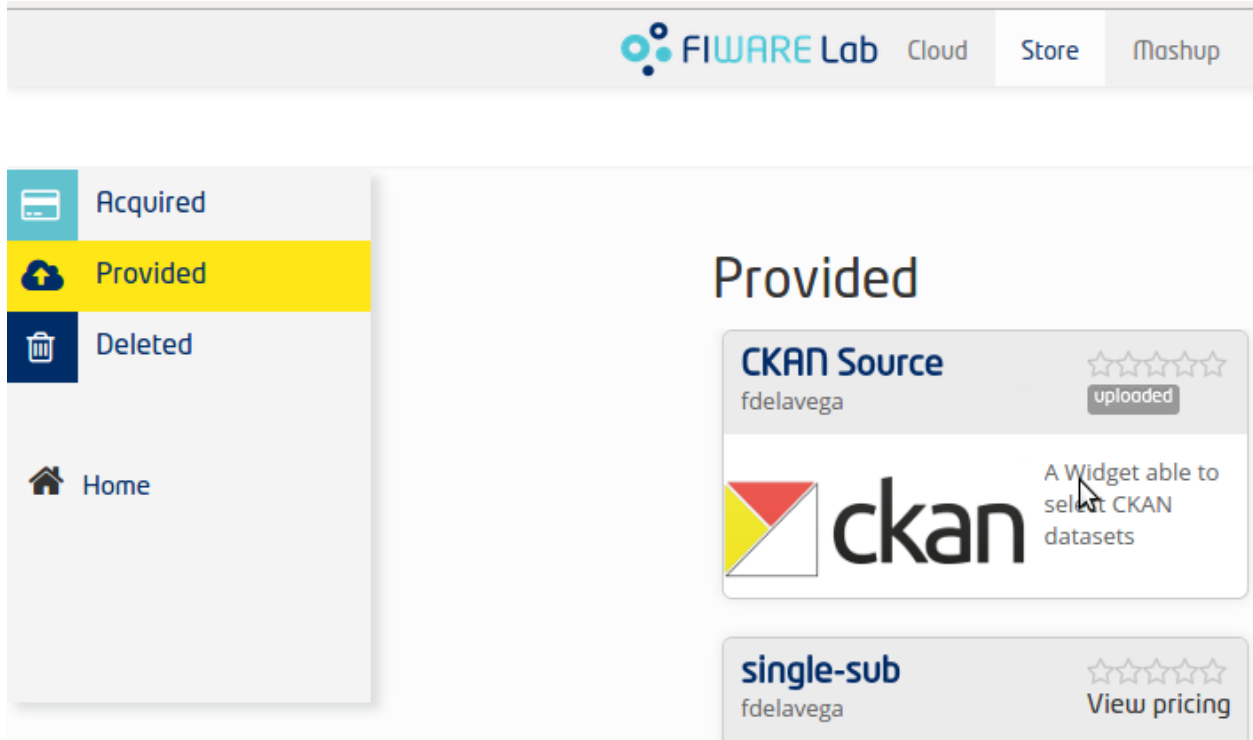 FIWARE Lab Cloud Store Mashup
Acquired
Provided
Deleted
Home
Provided
CKAN Source
fdelavega
uploaded
ckan
A Widget able to
select CKAN
datasets
single-sub
fdelavega
View pricing